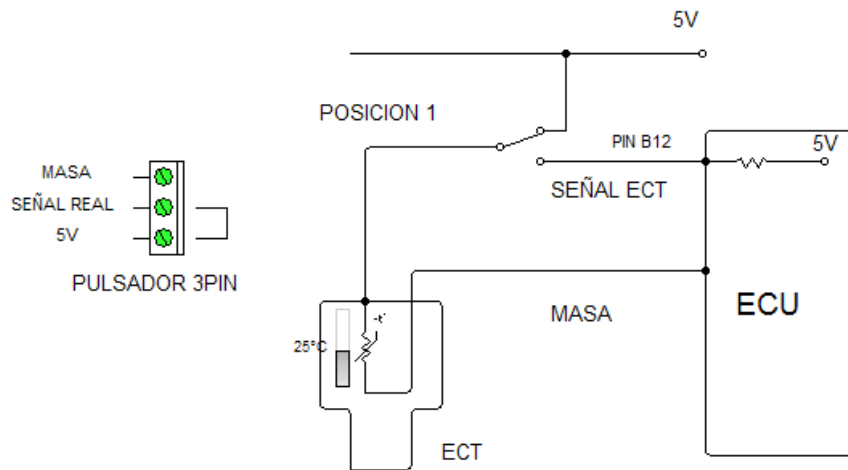 5V
POSICION 1
PIN B12
5V
MASA
SEÑAL REAL
5V
SEÑAL ECT
PULSADOR 3PIN
MASA
ECU
25°C
-t°
ECT